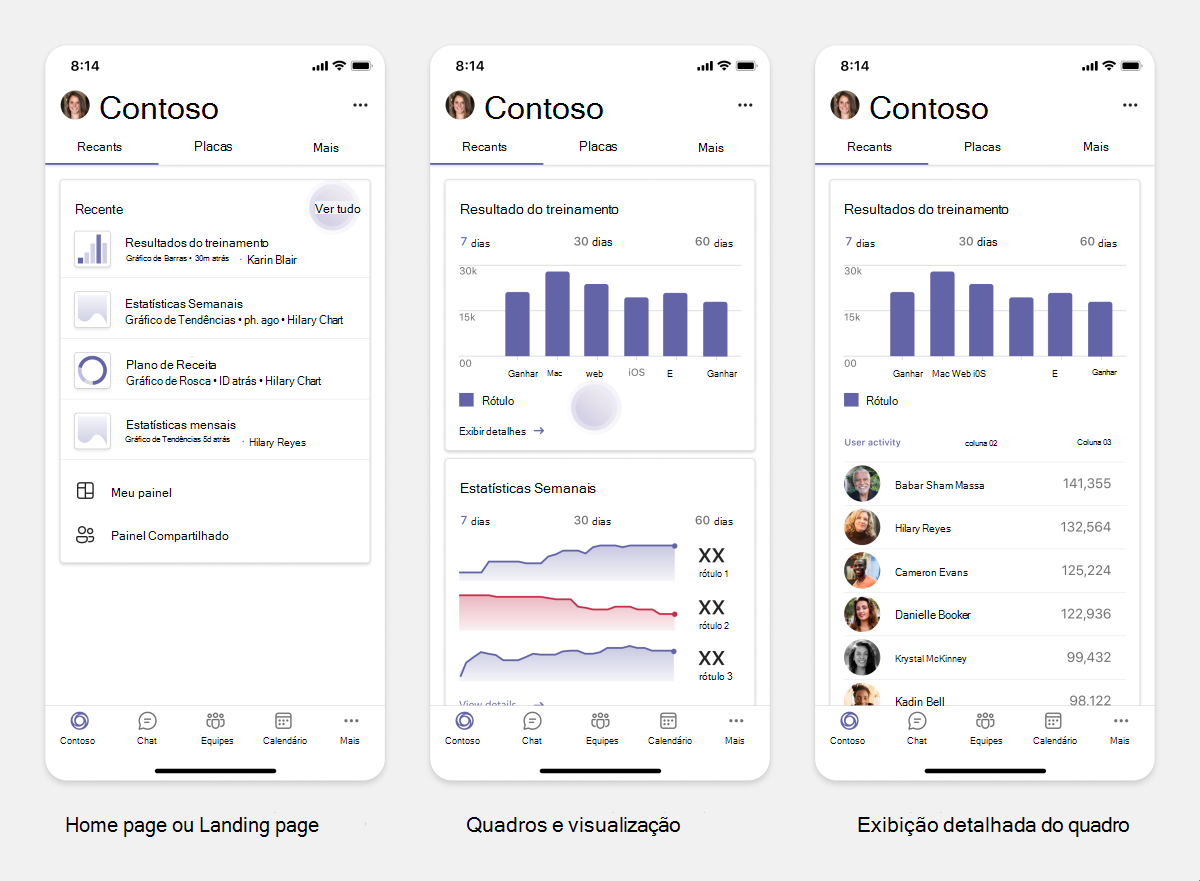 8:14
Contoso
Recants Placas Mais
Recente Ver tudo
Resultados do treinamento
Gráfico de Barras • 30m atrás · Karin Blair
Estatísticas Semanais
Gráfico de Tendências • ph. ago • Hilary Chart
Plano de Receita
Gráfico de Rosca • ID atrás • Hilary Chart
Estatísticas mensais
Gráfico de Tendências 5d atrás · Hilary Reyes
Meu painel
Painel Compartilhado
Contoso Chat Equipes Calendário Mais
Home page ou Landing page
8:14
Contoso
Recants Placas Mais
Resultado do treinamento
7 dias 30 dias 60 dias
30k
15k
00
Ganhar Mac web iOS E Ganhar
Rótulo
Exibir detalhes
Estatísticas Semanais
7 dias 30 dias 60 dias
XX
rótulo 1
XX
rótulo 2
XX
rótulo 3
View details
Contoso Chat Equipes Calendário Mais
Quadros e visualização
8:14
Contoso
Recants Placas Mais
Resultados do treinamento
7 dias 30 dias 60 dias
30k
15k
00
Ganhar Mac Web iOS E Ganhar
Rótulo
User activity coluna 02 Coluna 03
Babar Sham Massa 141,355
Hilary Reyes 132,564
Cameron Evans 125,224
Danielle Booker 122,936
Krystal McKinney 99,432
Kadin Bell 98.122
Contoso Chat Equipes Calendário Mais
Exibição detalhada do quadro